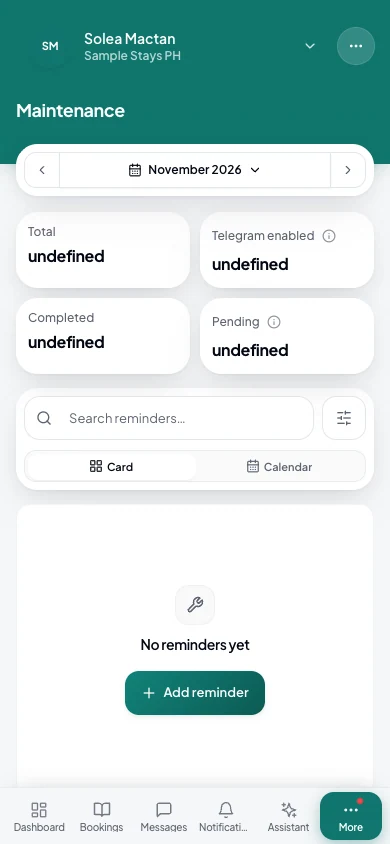 SM
Solea Mactan
Sample Stays PH
Maintenance
November 2026
Total
undefined
Telegram enabled
undefined
Completed
undefined
Pending
undefined
Search reminders...
Card
Calendar
No reminders yet
Add reminder
Dashboard
Bookings
Messages
Notificati...
Assistant
More